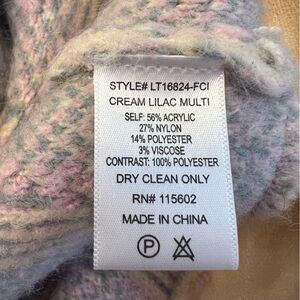 STYLE# LT16824-FCI
CREAM LILAC MULTI
SELF: 56% ACRYLIC
27% NYLON
14% POLYESTER
3% VISCOSE
CONTRAST: 100% POLYESTER
DRY CLEAN ONLY
RN# 115602
MADE IN CHINA
P